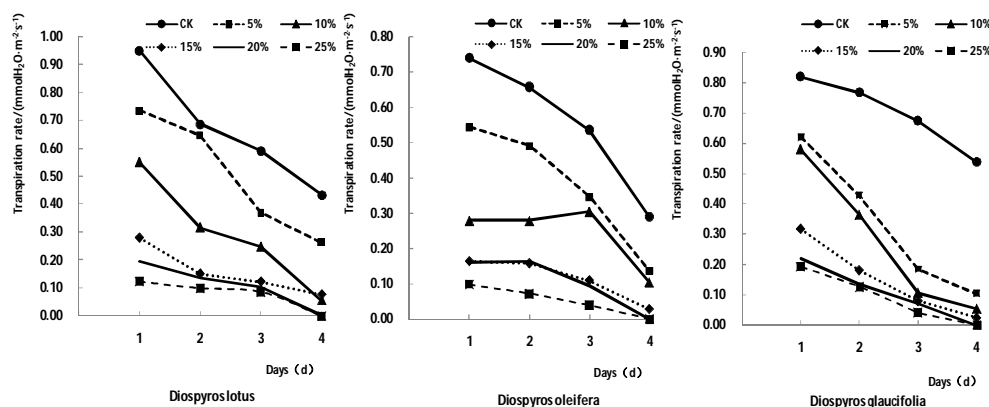 CK 5% 10%
15% 20% 25%
Transpiration rate/(mmolH₂O·m⁻²·s⁻¹)
1.00
0.90
0.80
0.70
0.60
0.50
0.40
0.30
0.20
0.10
0.00
1 2 3 4
Days（d）
Diospyros lotus
CK 5% 10%
15% 20% 25%
Transpiration rate/(mmolH₂O·m⁻²·s⁻¹)
0.80
0.70
0.60
0.50
0.40
0.30
0.20
0.10
0.00
1 2 3 4
Days（d）
Diospyros oleifera
CK 5% 10%
15% 20% 25%
Transpiration rate/(mmolH₂O·m⁻²·s⁻¹)
0.90
0.80
0.70
0.60
0.50
0.40
0.30
0.20
0.10
0.00
1 2 3 4
Days（d）
Diospyros glaucifolia